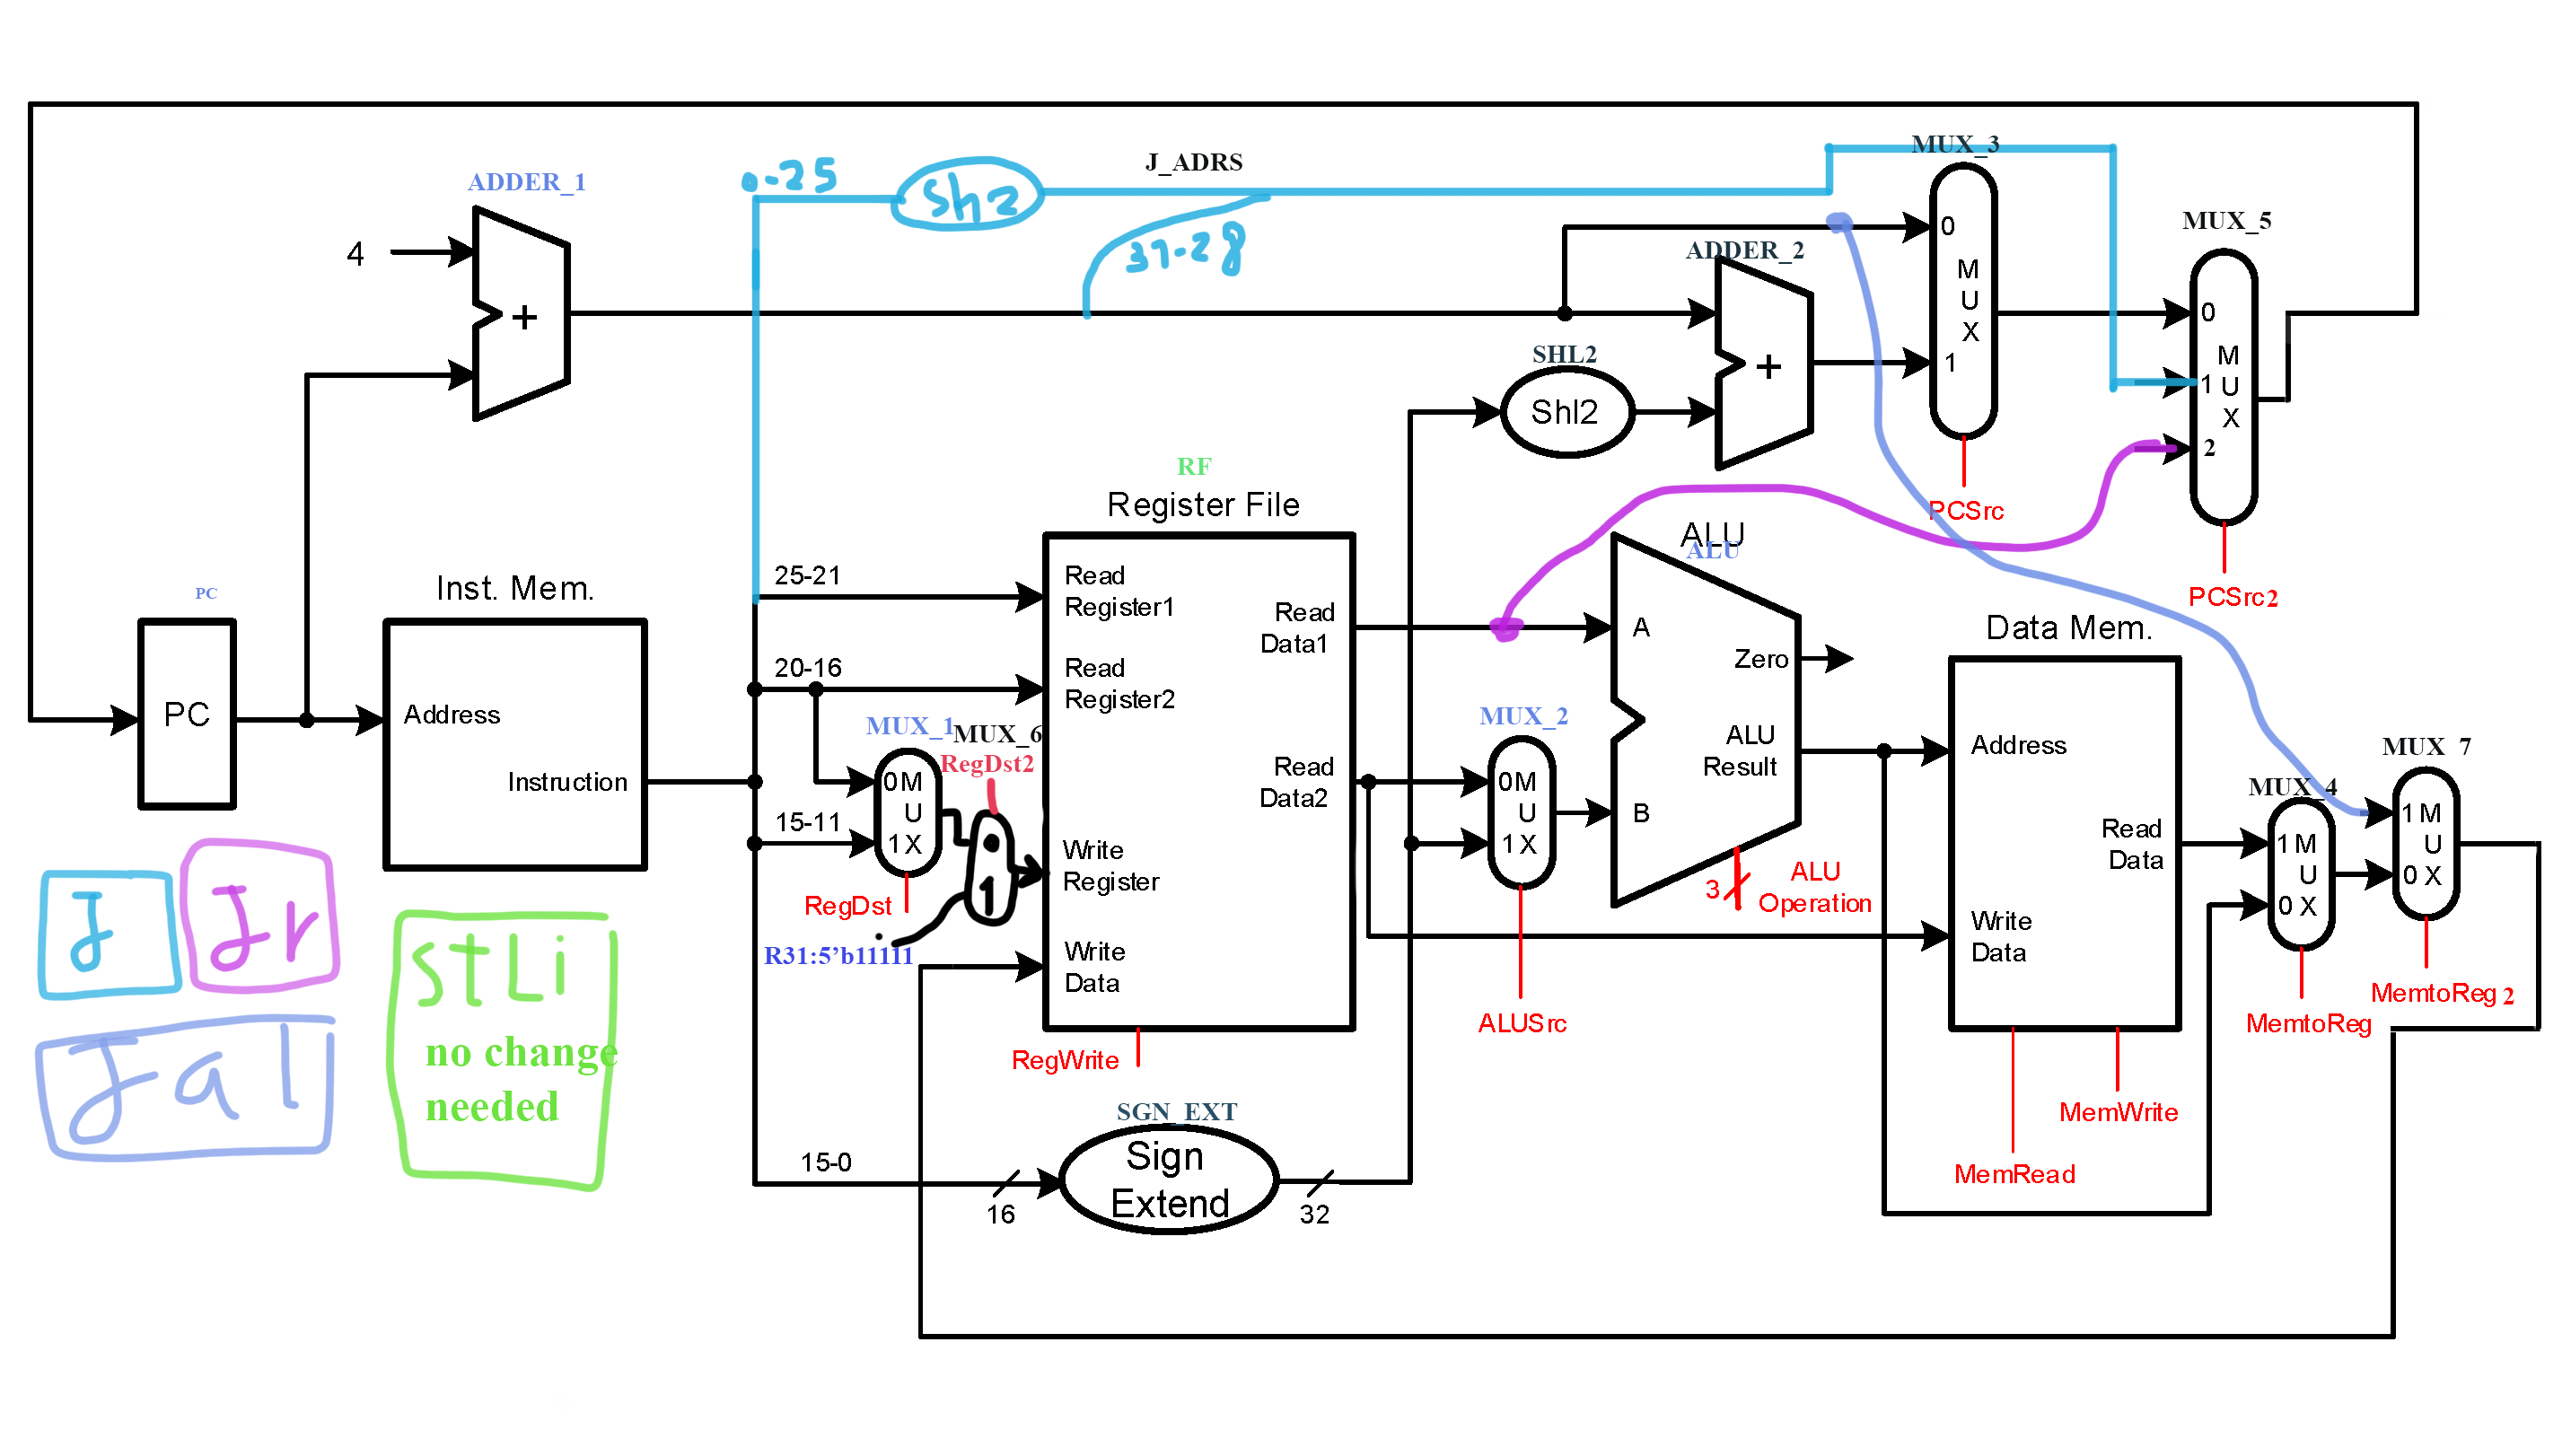 MUX_3
J_ADRS
0-25
Sh2
ADDER_1
MUX_5
0
31-28
ADDER_2
4
M
U
X
0
+
SHL2
1
M
U
X
1
+
Shl2
2
RF
Register File
PCSrc
ALU
ALU
PCSrc2
Inst. Mem.
PC
25-21
Read
Register1
Read
Data1
A
Data Mem.
Zero
20-16
Read
Register2
PC
Address
MUX_1
MUX_6
RegDst2
MUX_2
ALU
Result
Address
MUX 7
Instruction
0 M
U
1 X
15-11
0
1
Read
Data2
0 M
U
1 X
B
MUX_4
1 M
U
0 X
1 M
U
0 X
Read
Data
Write
Register
RegDst
3
ALU
Operation
R31:5’b11111
Write
Data
Write
Data
J
Jr
stLi
no change
needed
Jal
MemtoReg 2
MemtoReg
ALUSrc
RegWrite
SGN_EXT
MemWrite
Sign
Extend
15-0
16
32
MemRead